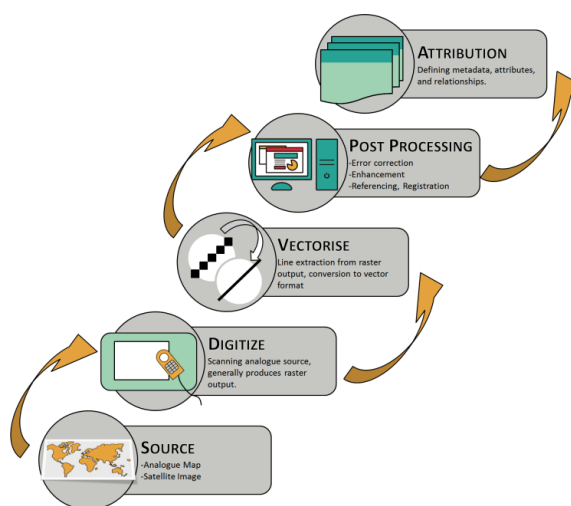 ATTRIBUTION
Defining metadata, attributes,
and relationships.
POST PROCESSING
-Error correction
-Enhancement
-Referencing, Registration
VECTORISE
Line extraction from raster
output, conversion to vector
format
DIGITIZE
Scanning analogue source,
generally produces raster
output.
SOURCE
-Analogue Map
-Satellite Image